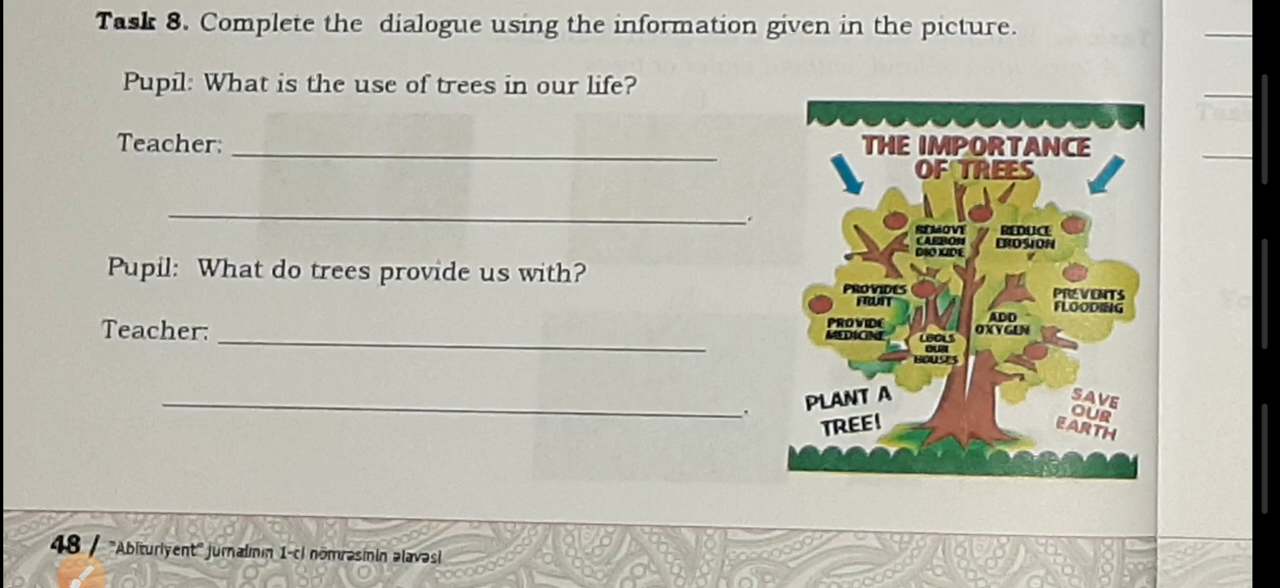 Task 8. Complete the dialogue using the information given in the picture.
Pupil: What is the use of trees in our life?
Teacher:
Pupil: What do trees provide us with?
Teacher:
THE IMPORTANCE
OF TREES
REMOVE
CARBON
DIOXIDE
REDUCE
EROSION
PROVIDES
FRUIT
PREVENTS
FLOODING
PROVIDE
MEDICINE
ADD
OXYGEN
COOLS
OUR
HOUSES
PLANT A
TREE!
SAVE
OUR
EARTH
48 / "Abituriyent" jurnalının 1-ci nömrəsinin əlavəsi